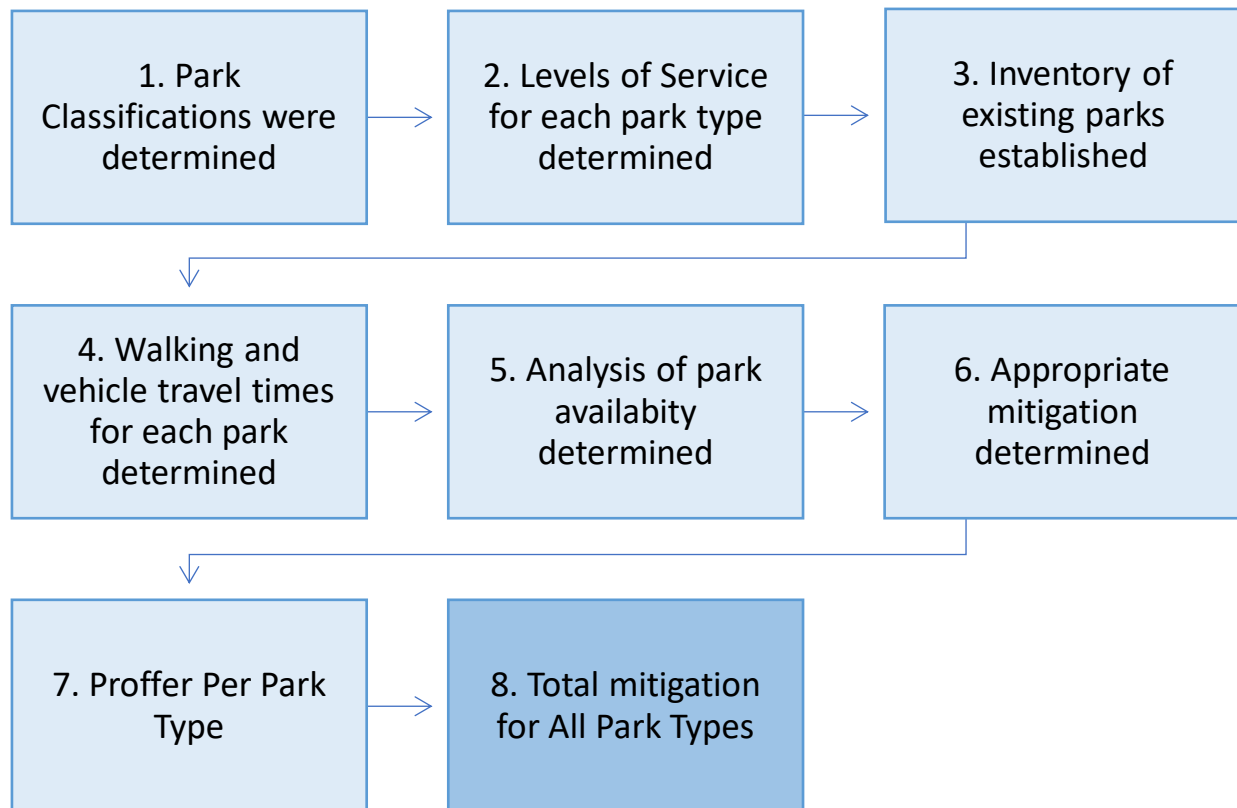 1. Park
Classifications were
determined
2. Levels of Service
for each park type
determined
3. Inventory of
existing parks
established
4. Walking and
vehicle travel times
for each park
determined
5. Analysis of park
availabity
determined
6. Appropriate
mitigation
determined
7. Proffer Per Park
Type
8. Total mitigation
for All Park Types